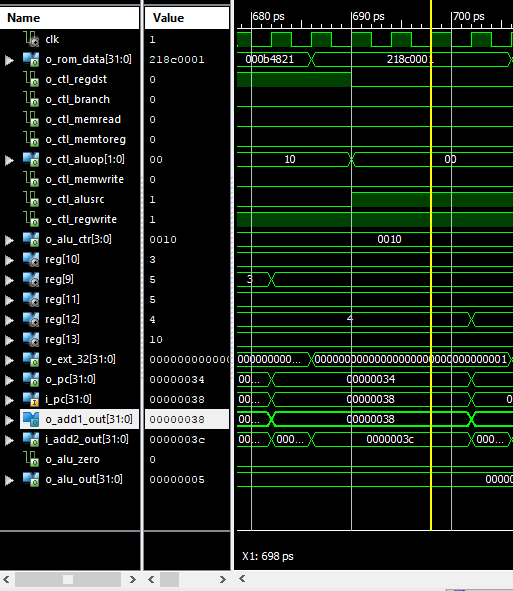 Name Value 680 ps 690 ps 700 ps
clk 1
o_rom_data[31:0] 218c0001 000b4821 218c0001
o_ctl_regdst 0
o_ctl_branch 0
o_ctl_memread 0
o_ctl_memtoreg 0
o_ctl_aluop[1:0] 00 10 00
o_ctl_memwrite 0
o_ctl_alusrc 1
o_ctl_regwrite 1
o_alu_ctr[3:0] 0010 0010
reg[10] 3
reg[9] 5 3
reg[11] 5
reg[12] 4 4
reg[13] 10
o_ext_32[31:0] 0000000000000 000000000... 00000000000000000000000000000001
o_pc[31:0] 00000034 00... 00000034
i_pc[31:0] 00000038 00... 00000038 0
o_add1_out[31:0] 00000038 00... 00000038
i_add2_out[31:0] 0000003c 00... 000... 0000003c 000...
o_alu_zero 0
o_alu_out[31:0] 00000005 00000
X1: 698 ps